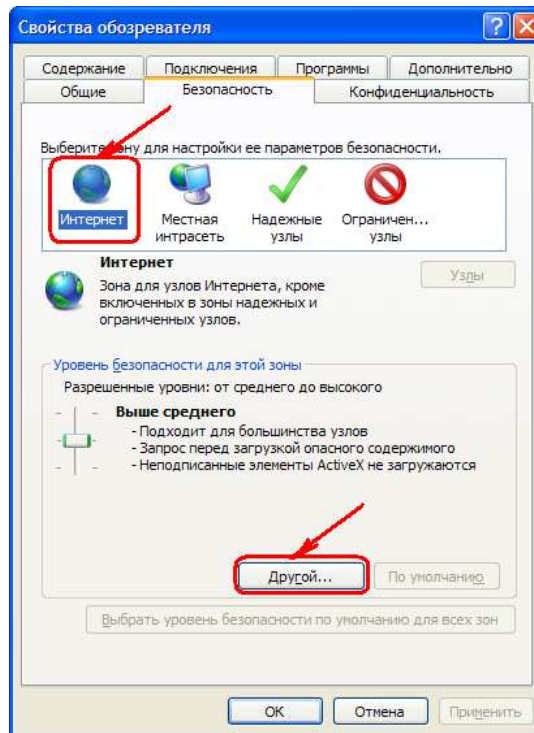 Свойства обозревателя
Содержание Подключения Программы Дополнительно
Общие Безопасность Конфиденциальность
Выберите зону для настройки ее параметров безопасности.
Интернет Местная интрасеть Надежные узлы Ограничен... узлы
Интернет
Зона для узлов Интернета, кроме
включенных в зоны надежных и
ограниченных узлов.
Узлы
Уровень безопасности для этой зоны
Разрешенные уровни: от среднего до высокого
Выше среднего
- Подходит для большинства узлов
- Запрос перед загрузкой опасного содержимого
- Неподписанные элементы ActiveX не загружаются
Другой... По умолчанию
Выбрать уровень безопасности по умолчанию для всех зон
ОК Отмена Применить